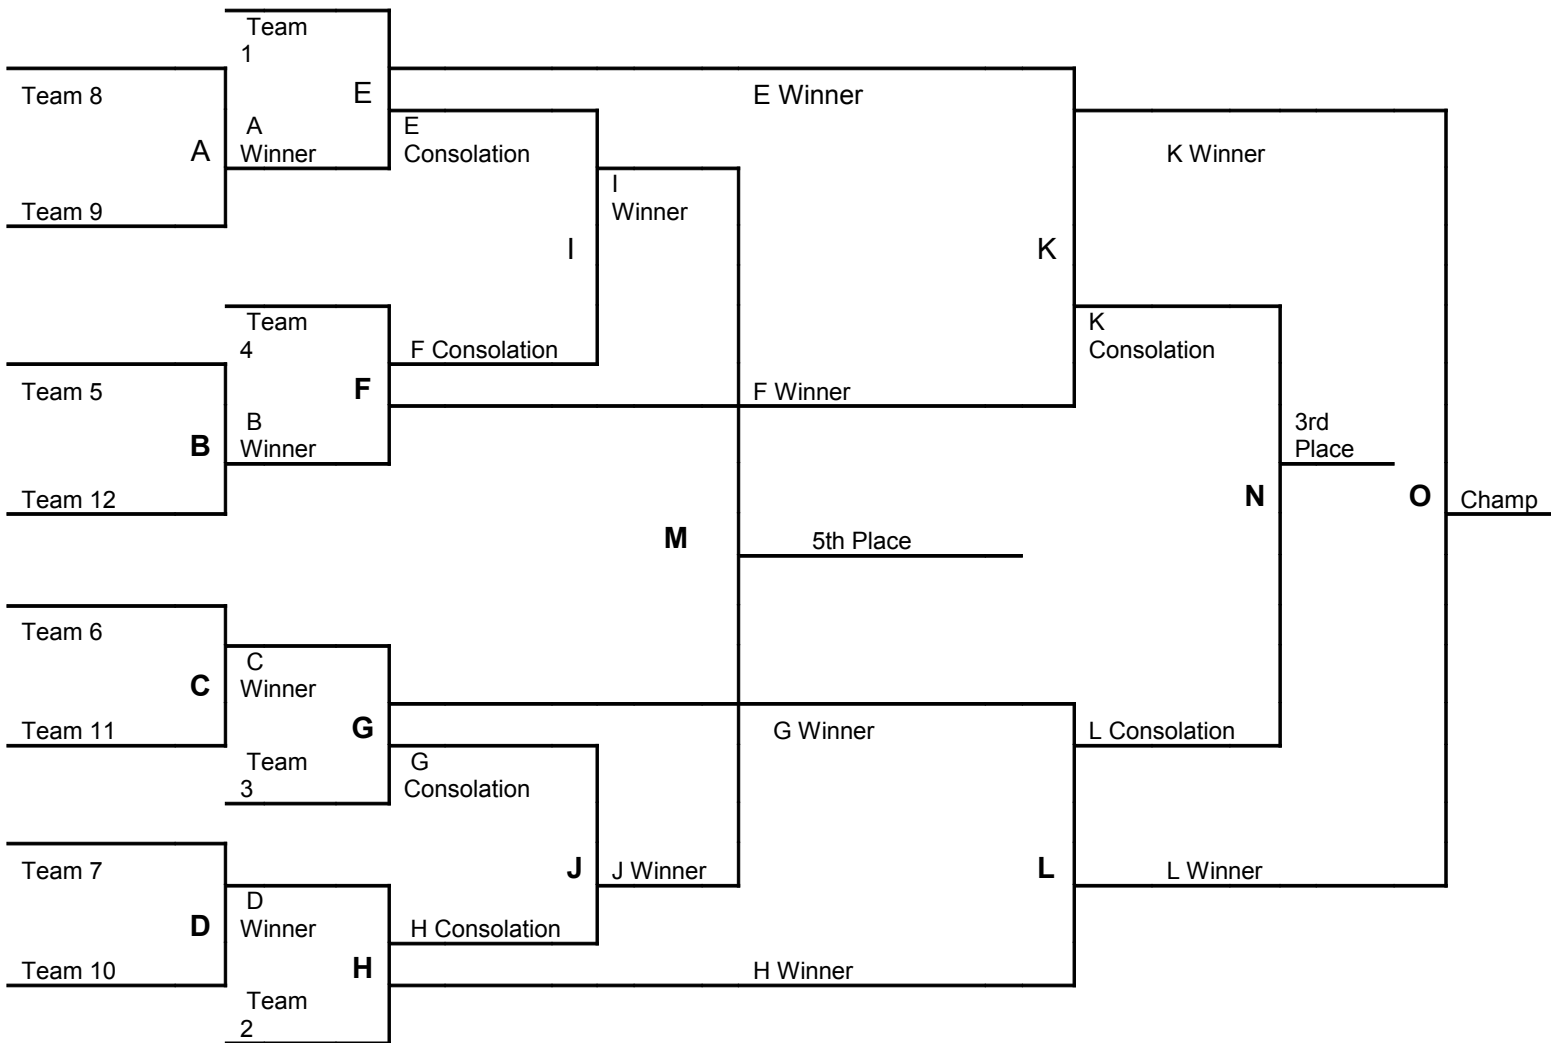 Team
1
Team 8
E
E Winner
A
Winner
A
E
Consolation
K Winner
Team 9
I
Winner
I
K
Team
4
F Consolation
K
Consolation
Team 5
F
F Winner
B
Winner
B
3rd
Place
Team 12
N
O
Champ
M
5th Place
Team 6
C
Winner
C
Team 11
G
G Winner
L Consolation
Team
3
G
Consolation
Team 7
J
J Winner
L
L Winner
D
Winner
D
H Consolation
Team 10
H
H Winner
Team
2